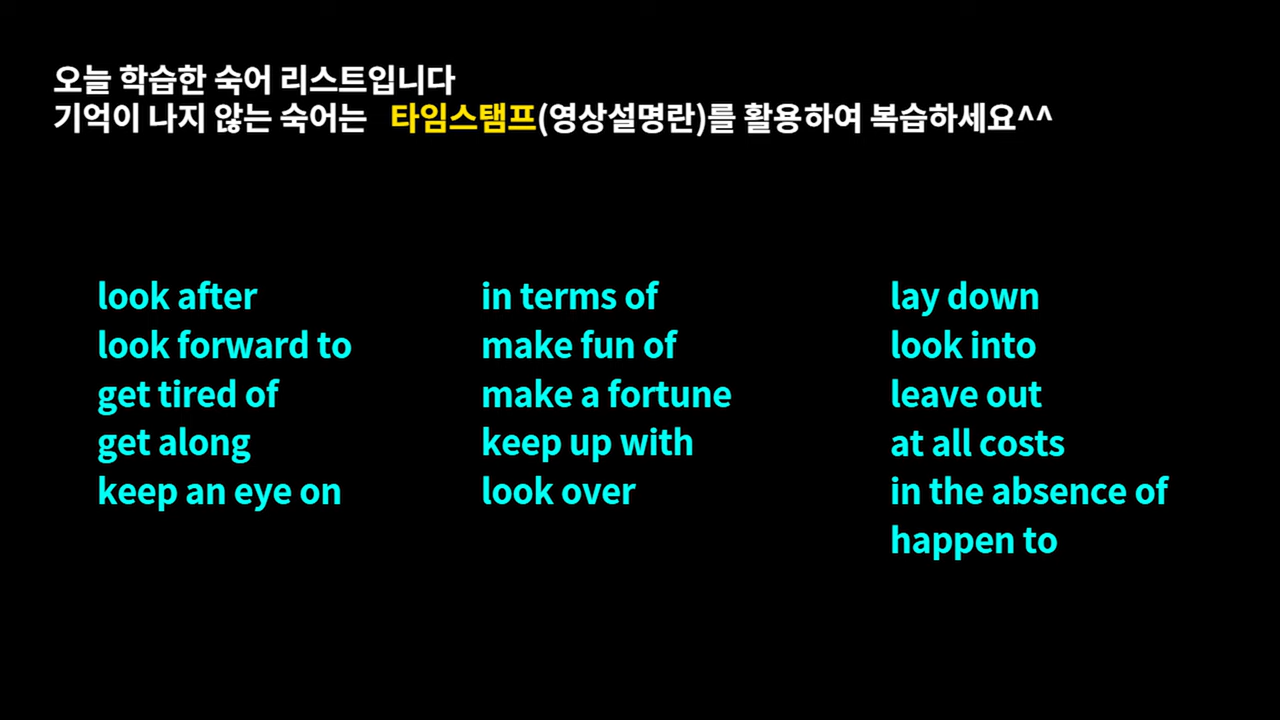 오늘 학습한 숙어 리스트입니다
기억이 나지 않는 숙어는 타임스탬프(영상설명란)를 활용하여 복습하세요^^
look after
look forward to
get tired of
get along
keep an eye on
in terms of
make fun of
make a fortune
keep up with
look over
lay down
look into
leave out
at all costs
in the absence of
happen to